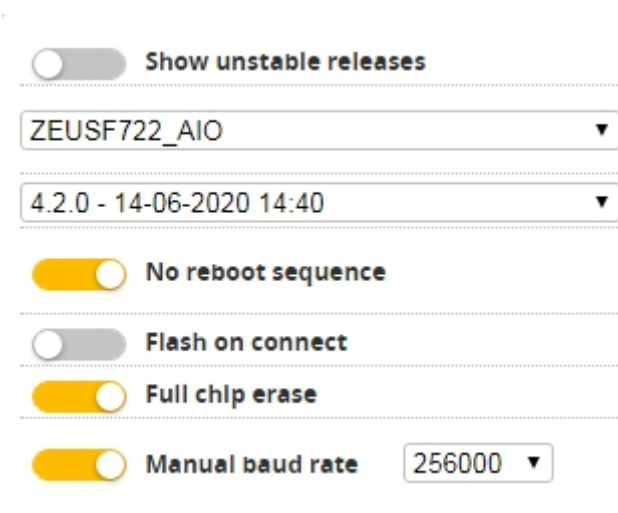 Show unstable releases
ZEUSF722_AIO
4.2.0 - 14-06-2020 14:40
No reboot sequence
Flash on connect
Full chip erase
Manual baud rate 256000